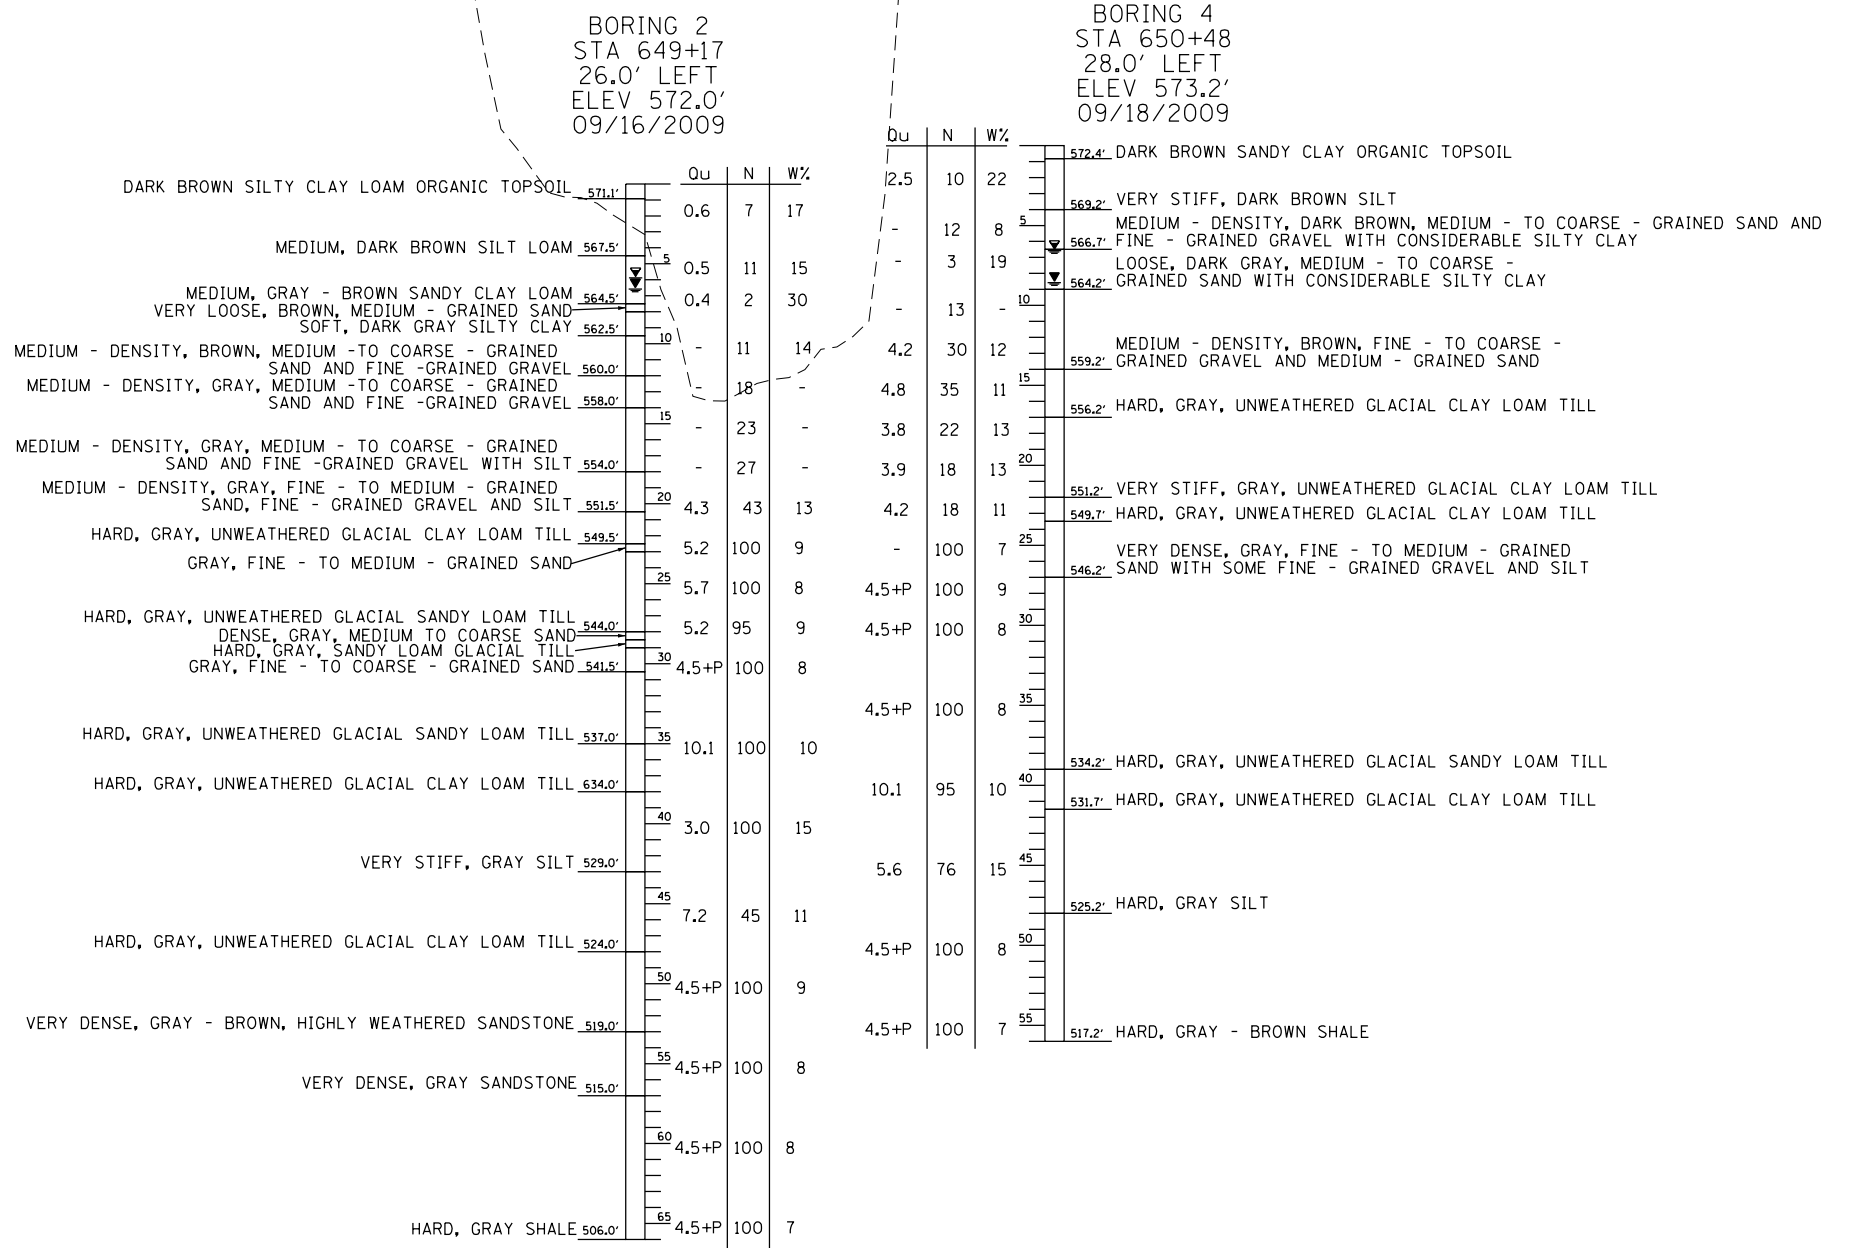 BORING 2
STA 649+17
26.0' LEFT
ELEV 572.0'
09/16/2009
Qu N W%
DARK BROWN SILTY CLAY LOAM ORGANIC TOPSOIL 571.1'
0.6 7 17
MEDIUM, DARK BROWN SILT LOAM 567.5'
5
0.5 11 15
MEDIUM, GRAY - BROWN SANDY CLAY LOAM 564.5'
0.4 2 30
VERY LOOSE, BROWN, MEDIUM - GRAINED SAND
SOFT, DARK GRAY SILTY CLAY 562.5'
10
MEDIUM - DENSITY, BROWN, MEDIUM -TO COARSE - GRAINED
- 11 14
SAND AND FINE -GRAINED GRAVEL 560.0'
MEDIUM - DENSITY, GRAY, MEDIUM -TO COARSE - GRAINED
- 18 -
SAND AND FINE -GRAINED GRAVEL 558.0'
15
- 23 -
MEDIUM - DENSITY, GRAY, MEDIUM - TO COARSE - GRAINED
SAND AND FINE -GRAINED GRAVEL WITH SILT 554.0'
- 27 -
MEDIUM - DENSITY, GRAY, FINE - TO MEDIUM - GRAINED
20
SAND, FINE - GRAINED GRAVEL AND SILT 551.5'
4.3 43 13
HARD, GRAY, UNWEATHERED GLACIAL CLAY LOAM TILL 549.5'
5.2 100 9
GRAY, FINE - TO MEDIUM - GRAINED SAND
25
5.7 100 8
HARD, GRAY, UNWEATHERED GLACIAL SANDY LOAM TILL 544.0'
5.2 95 9
DENSE, GRAY, MEDIUM TO COARSE SAND
HARD, GRAY, SANDY LOAM GLACIAL TILL
30
GRAY, FINE - TO COARSE - GRAINED SAND 541.5'
4.5+P 100 8
HARD, GRAY, UNWEATHERED GLACIAL SANDY LOAM TILL 537.0'
35
10.1 100 10
HARD, GRAY, UNWEATHERED GLACIAL CLAY LOAM TILL 634.0'
40
3.0 100 15
VERY STIFF, GRAY SILT 529.0'
45
7.2 45 11
HARD, GRAY, UNWEATHERED GLACIAL CLAY LOAM TILL 524.0'
50
4.5+P 100 9
VERY DENSE, GRAY - BROWN, HIGHLY WEATHERED SANDSTONE 519.0'
55
4.5+P 100 8
VERY DENSE, GRAY SANDSTONE 515.0'
60
4.5+P 100 8
65
HARD, GRAY SHALE 506.0'
4.5+P 100 7
BORING 4
STA 650+48
28.0' LEFT
ELEV 573.2'
09/18/2009
Qu N W%
572.4' DARK BROWN SANDY CLAY ORGANIC TOPSOIL
2.5 10 22
569.2' VERY STIFF, DARK BROWN SILT
5
- 12 8
MEDIUM - DENSITY, DARK BROWN, MEDIUM - TO COARSE - GRAINED SAND AND
566.7' FINE - GRAINED GRAVEL WITH CONSIDERABLE SILTY CLAY
- 3 19
LOOSE, DARK GRAY, MEDIUM - TO COARSE -
564.2' GRAINED SAND WITH CONSIDERABLE SILTY CLAY
10
- 13 -
MEDIUM - DENSITY, BROWN, FINE - TO COARSE -
4.2 30 12
559.2' GRAINED GRAVEL AND MEDIUM - GRAINED SAND
15
4.8 35 11
556.2' HARD, GRAY, UNWEATHERED GLACIAL CLAY LOAM TILL
3.8 22 13
20
3.9 18 13
551.2' VERY STIFF, GRAY, UNWEATHERED GLACIAL CLAY LOAM TILL
4.2 18 11
549.7' HARD, GRAY, UNWEATHERED GLACIAL CLAY LOAM TILL
25
- 100 7
VERY DENSE, GRAY, FINE - TO MEDIUM - GRAINED
546.2' SAND WITH SOME FINE - GRAINED GRAVEL AND SILT
4.5+P 100 9
30
4.5+P 100 8
35
4.5+P 100 8
534.2' HARD, GRAY, UNWEATHERED GLACIAL SANDY LOAM TILL
40
10.1 95 10
531.7' HARD, GRAY, UNWEATHERED GLACIAL CLAY LOAM TILL
45
5.6 76 15
525.2' HARD, GRAY SILT
50
4.5+P 100 8
55
4.5+P 100 7
517.2' HARD, GRAY - BROWN SHALE